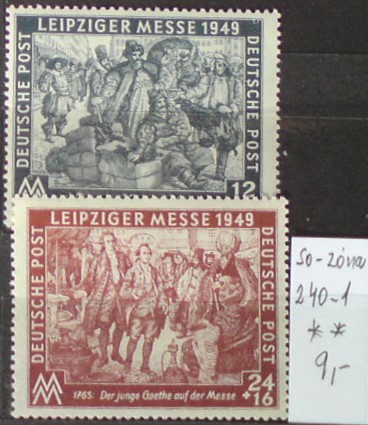 LEIPZIGER MESSE 1949
DEUTSCHE POST
DEUTSCHE POST
12
LEIPZIGER MESSE 1949
DEUTSCHE POST
DEUTSCHE POST
24
+16
1765: Der junge Goethe auf der Messe
So-zóna
240-1
**
9,-